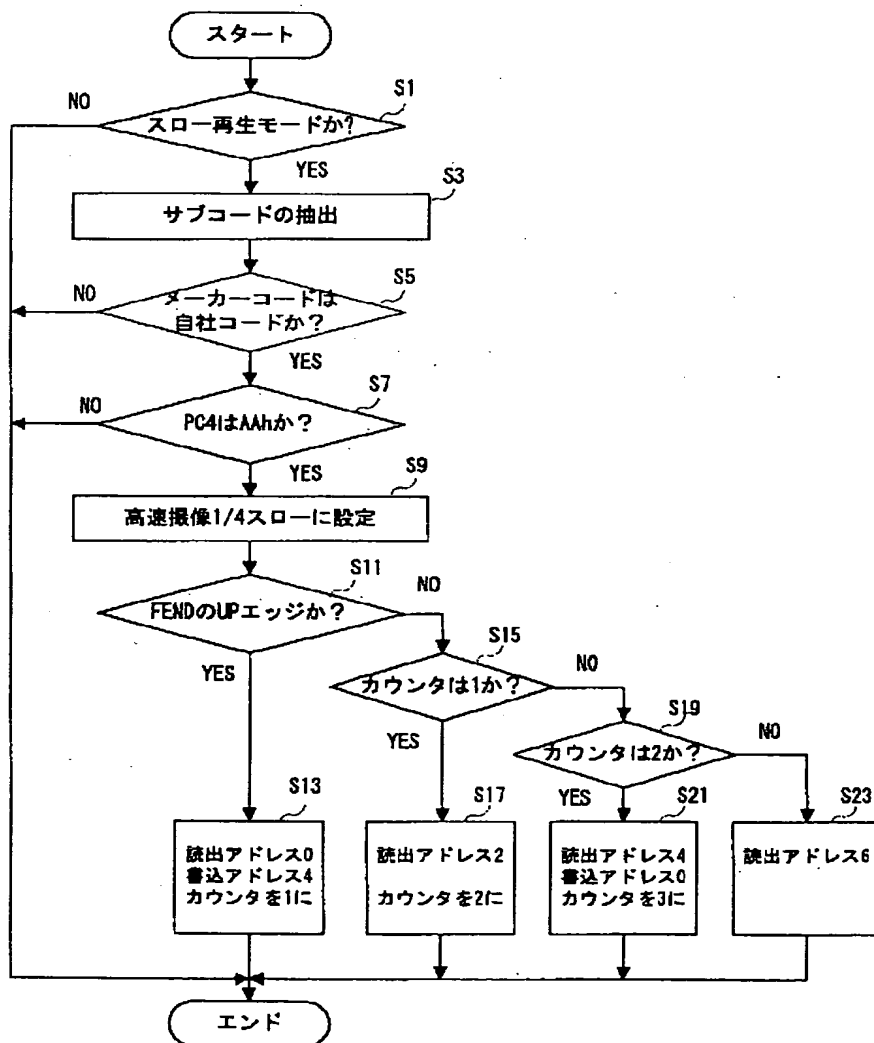 スタート
S1
NO
スロー再生モードか?
YES
S3
サブコードの抽出
S5
NO
メーカーコードは
自社コードか?
YES
S7
NO
PC4はAAhか?
YES
S9
高速撮像1/4スローに設定
S11
NO
FENDのUPエッジか?
YES
S15
NO
カウンタは1か?
YES
S19
NO
カウンタは2か?
YES
S13
読出アドレス0
書込アドレス4
カウンタを1に
S17
読出アドレス2
カウンタを2に
S21
読出アドレス4
書込アドレス0
カウンタを3に
S23
読出アドレス6
エンド